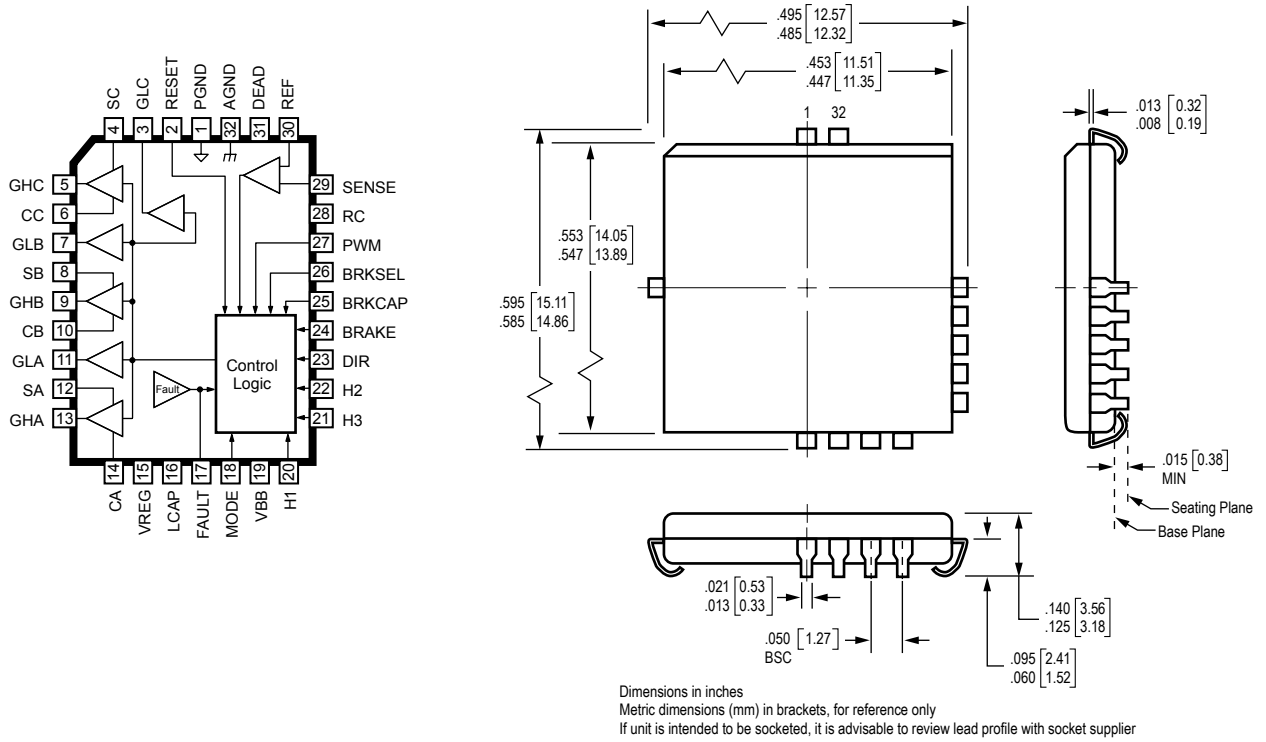 SC
GLC
RESET
PGND
AGND
DEAD
REF
4
3
2
1
32
31
30
GHC 5
CC 6
GLB 7
SB 8
GHB 9
CB 10
GLA 11
SA 12
GHA 13
29 SENSE
28 RC
27 PWM
26 BRKSEL
25 BRKCAP
24 BRAKE
23 DIR
22 H2
21 H3
Control
Logic
Fault
14
15
16
17
18
19
20
CA
VREG
LCAP
FAULT
MODE
VBB
H1
.495 [12.57]
.485 [12.32]
.453 [11.51]
.447 [11.35]
1 32
.553 [14.05]
.547 [13.89]
.595 [15.11]
.585 [14.86]
.013 [0.32]
.008 [0.19]
.015 [0.38]
MIN
Seating Plane
Base Plane
.021 [0.53]
.013 [0.33]
.050 [1.27]
BSC
.140 [3.56]
.125 [3.18]
.095 [2.41]
.060 [1.52]
Dimensions in inches
Metric dimensions (mm) in brackets, for reference only
If unit is intended to be socketed, it is advisable to review lead profile with socket supplier